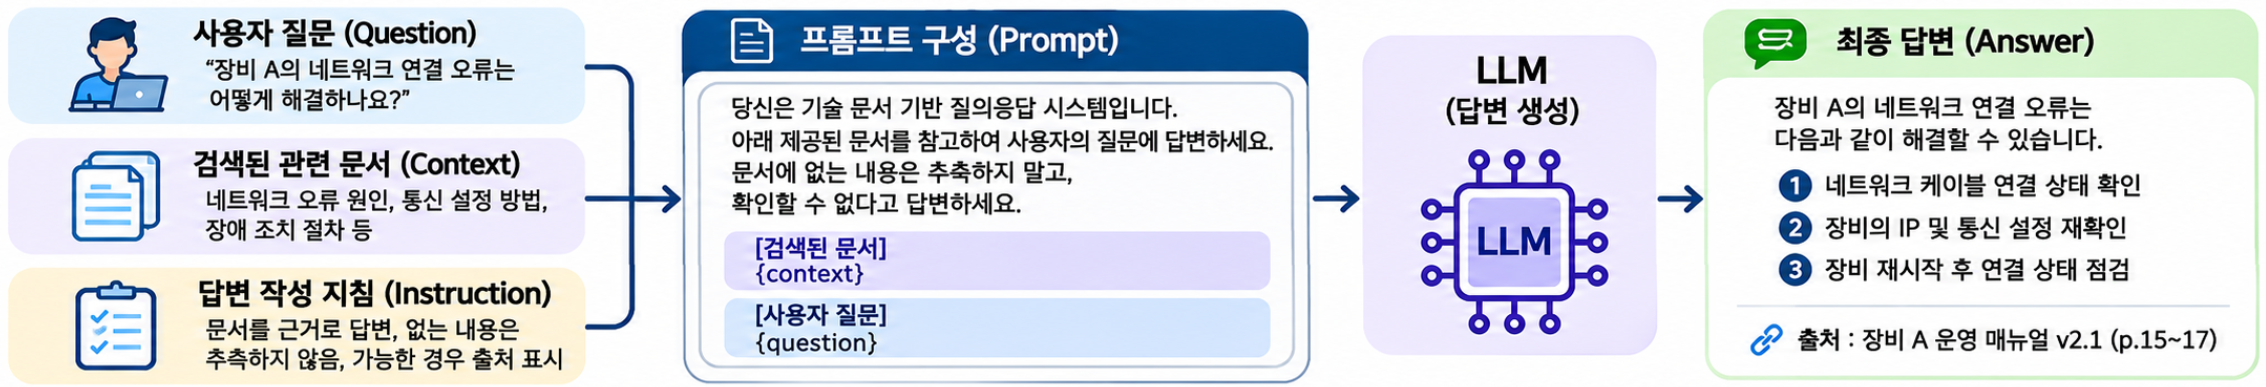 사용자 질문 (Question)
“장비 A의 네트워크 연결 오류는
어떻게 해결하나요?”
검색된 관련 문서 (Context)
네트워크 오류 원인, 통신 설정 방법,
장애 조치 절차 등
답변 작성 지침 (Instruction)
문서를 근거로 답변, 없는 내용은
추측하지 않음, 가능한 경우 출처 표시
프롬프트 구성 (Prompt)
당신은 기술 문서 기반 질의응답 시스템입니다.
아래 제공된 문서를 참고하여 사용자의 질문에 답변하세요.
문서에 없는 내용은 추축하지 말고,
확인할 수 없다고 답변하세요.
[검색된 문서]
{context}
[사용자 질문]
{question}
LLM
(답변 생성)
LLM
최종 답변 (Answer)
장비 A의 네트워크 연결 오류는
다음과 같이 해결할 수 있습니다.
1 네트워크 케이블 연결 상태 확인
2 장비의 IP 및 통신 설정 재확인
3 장비 재시작 후 연결 상태 점검
출처 : 장비 A 운영 매뉴얼 v2.1 (p.15~17)